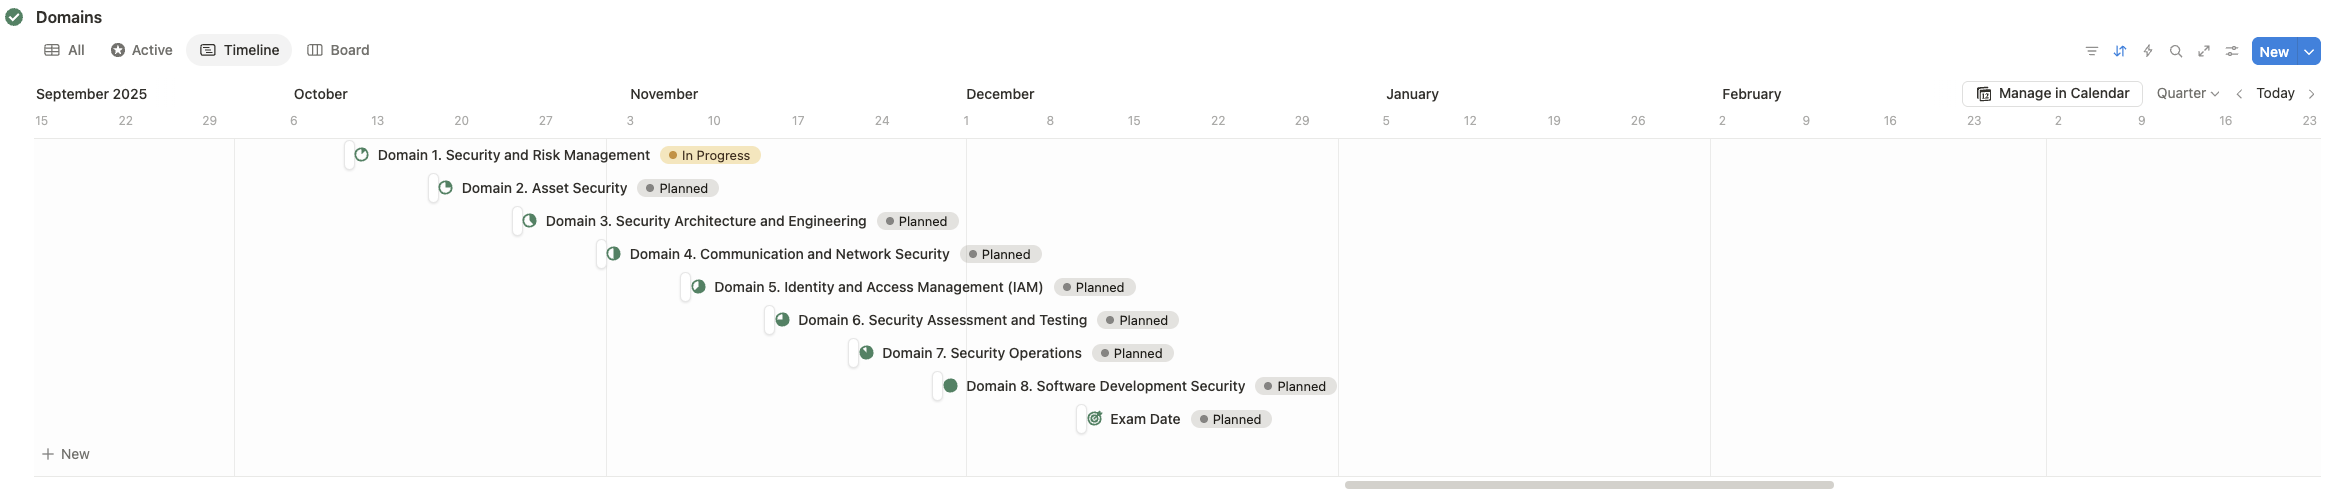 Domains
All Active Timeline Board New
September 2025 October November December January February Manage in Calendar Quarter Today
15 22 29 6 13 20 27 3 10 17 24 1 8 15 22 29 5 12 19 26 2 9 16 23 2 9 16 23
Domain 1. Security and Risk Management In Progress
Domain 2. Asset Security Planned
Domain 3. Security Architecture and Engineering Planned
Domain 4. Communication and Network Security Planned
Domain 5. Identity and Access Management (IAM) Planned
Domain 6. Security Assessment and Testing Planned
Domain 7. Security Operations Planned
Domain 8. Software Development Security Planned
Exam Date Planned
+ New